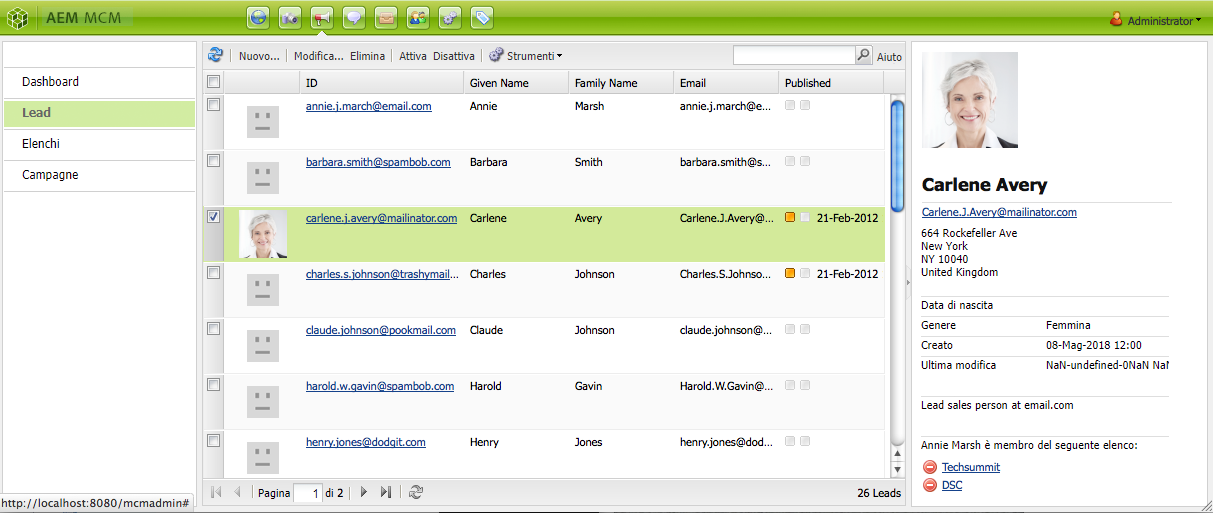 AEM MCM
Administrator
Dashboard
Lead
Elenchi
Campagne
Nuovo... Modifica... Elimina Attiva Disattiva Strumenti Aiuto
ID Given Name Family Name Email Published
annie.j.march@email.com Annie Marsh annie.j.march@e...
barbara.smith@spambob.com Barbara Smith barbara.smith@s...
carlene.j.avery@mailinator.com Carlene Avery Carlene.J.Avery@... 21-Feb-2012
charles.s.johnson@trashymail... Charles Johnson Charles.S.Johnso... 21-Feb-2012
claude.johnson@pookmail.com Claude Johnson claude.johnson@...
harold.w.gavin@spambob.com Harold Gavin Harold.W.Gavin@...
henry.jones@dodgit.com Henry Jones henry.jones@dod...
Pagina 1 di 2 26 Leads
http://localhost:8080/mcmadmin#
Carlene Avery
Carlene.J.Avery@mailinator.com
664 Rockefeller Ave
New York
NY 10040
United Kingdom
Data di nascita
Genere Femmina
Creato 08-Mag-2018 12:00
Ultima modifica NaN-undefined-0NaN NaN
Lead sales person at email.com
Annie Marsh è membro del seguente elenco:
Techsummit
DSC